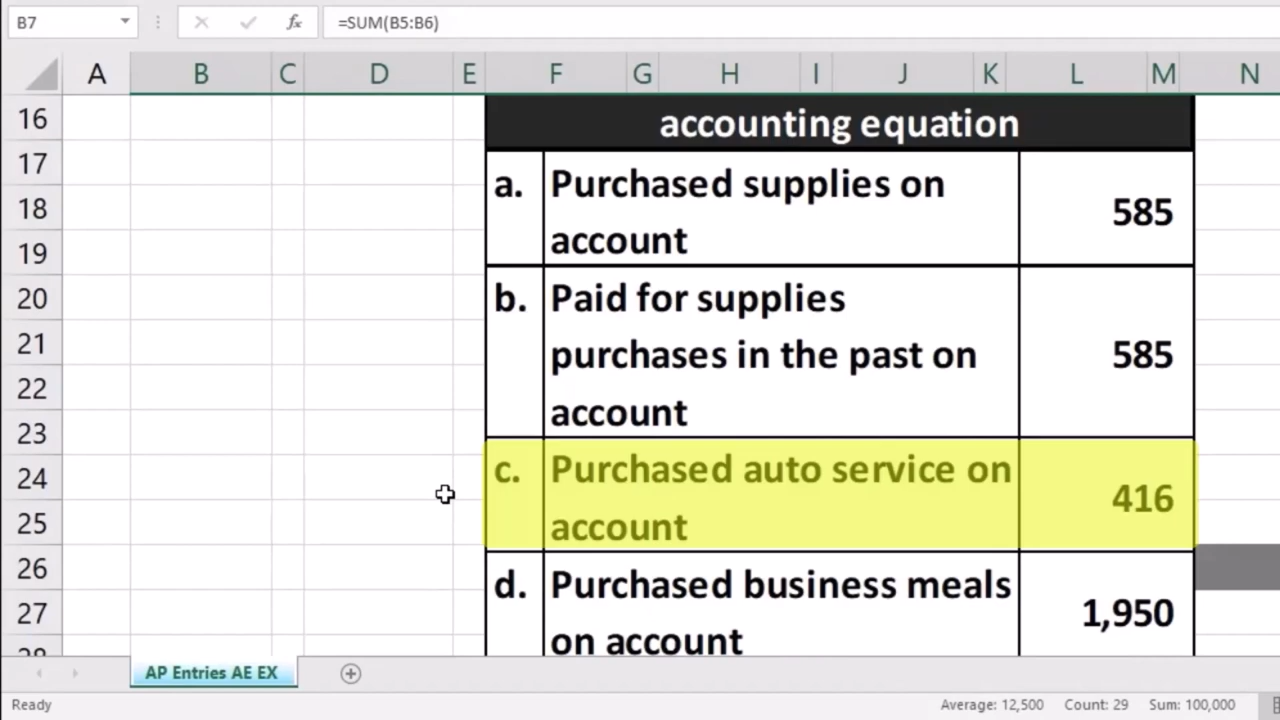 B7 fx =SUM(B5:B6)
A B C D E F G H I J K L M N
16 accounting equation
17
a. Purchased supplies on
18 585
19 account
20 b. Paid for supplies
21 purchases in the past on 585
22
23 account
24 c. Purchased auto service on
416
25 account
26 d. Purchased business meals
27 1,950
on account
AP Entries AE EX
Ready Average: 12,500 Count: 29 Sum: 100,000